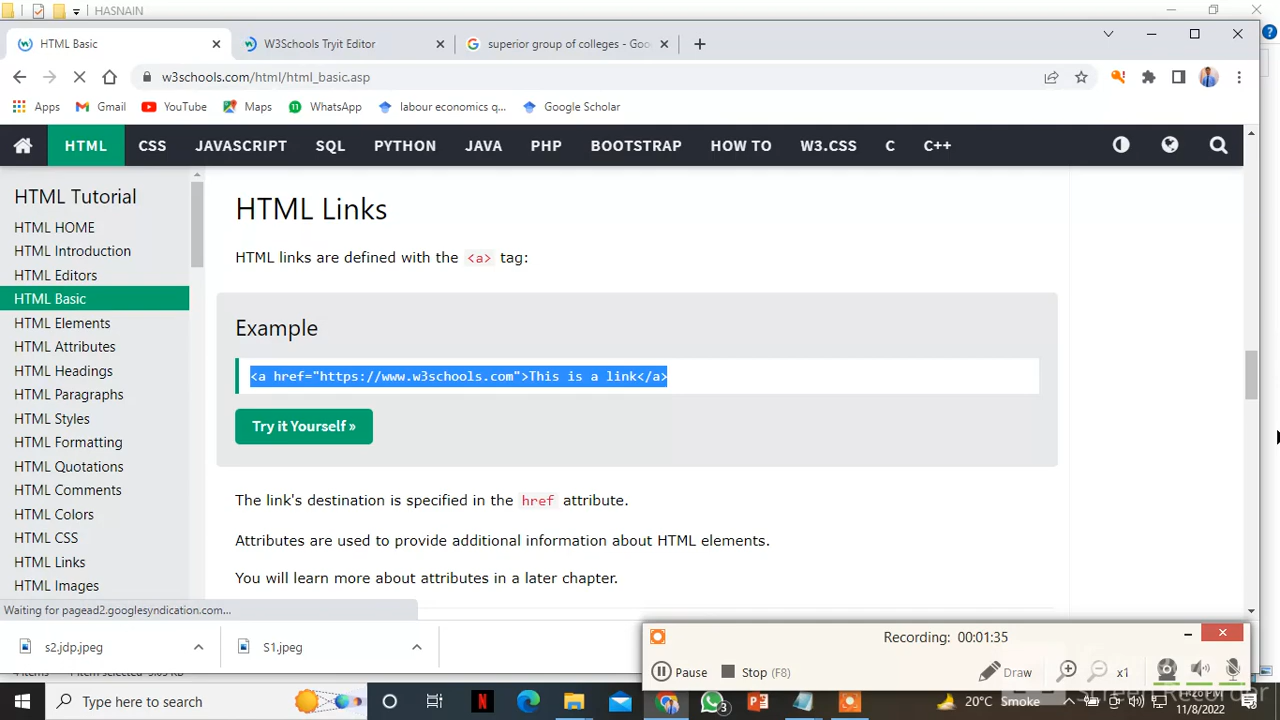 HASNAIN
HTML Basic
W3Schools Tryit Editor
superior group of colleges - Goo
w3schools.com/html/html_basic.asp
Apps
Gmail
YouTube
Maps
WhatsApp
labour economics q...
Google Scholar
HTML
CSS
JAVASCRIPT
SQL
PYTHON
JAVA
PHP
BOOTSTRAP
HOW TO
W3.CSS
C
C++
HTML Tutorial
HTML HOME
HTML Introduction
HTML Editors
HTML Basic
HTML Elements
HTML Attributes
HTML Headings
HTML Paragraphs
HTML Styles
HTML Formatting
HTML Quotations
HTML Comments
HTML Colors
HTML CSS
HTML Links
HTML Images
HTML Links
HTML links are defined with the <a> tag:
Example
<a href="https://www.w3schools.com">This is a link</a>
Try it Yourself »
The link's destination is specified in the href attribute.
Attributes are used to provide additional information about HTML elements.
You will learn more about attributes in a later chapter.
Waiting for pagead2.googlesyndication.com...
s2.jdp.jpeg
S1.jpeg
Recording: 00:01:35
Pause
Stop (F8)
Draw
x1
Type here to search
3
20°C Smoke
11/8/2022